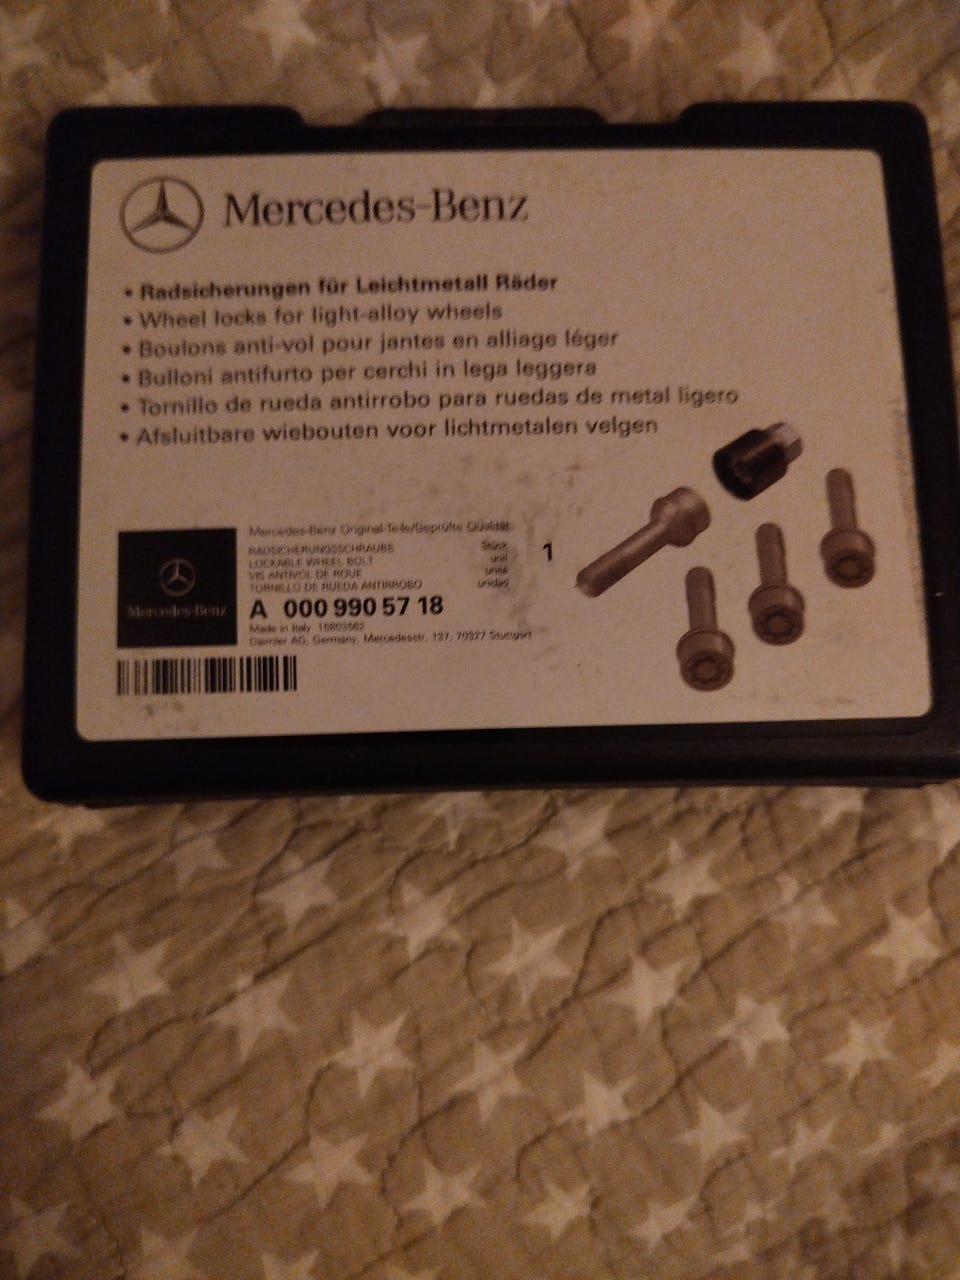 Mercedes-Benz
• Radsicherungen für Leichtmetall Räder
• Wheel locks for light-alloy wheels
• Boulons anti-vol pour jantes en alliage léger
• Bulloni antifurto per cerchi in lega leggera
• Tornillo de rueda antirrobo para ruedas de metal ligero
• Afsluitbare wiebouten voor lichtmetalen velgen
Mercedes-Benz Original-Teile/Geprüfte Qualität
RADSICHERUNGSSCHRAUBE Stück 1
LOCKABLE WHEEL BOLT unit
VIS ANTIVOL DE ROUE unité
TORNILLO DE RUEDA ANTIRROBO unidad
Mercedes-Benz
A 000 990 57 18
Made in Italy
Daimler AG, Germany, Mercedesstr. 137, 70327 Stuttgart